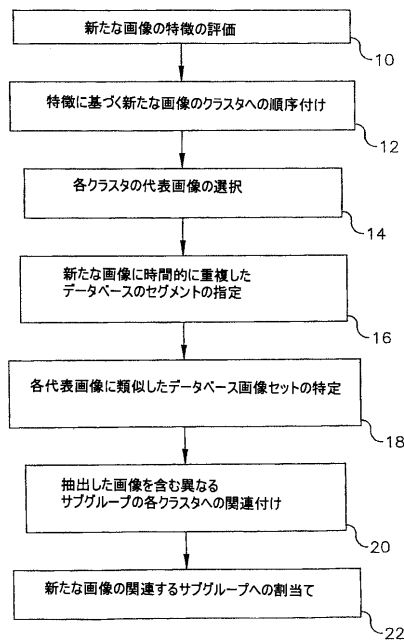 新たな画像の特徴の評価
10
特徴に基づく新たな画像のクラスタへの順序付け
12
各クラスタの代表画像の選択
14
新たな画像に時間的に重複した
データベースのセグメントの指定
16
各代表画像に類似したデータベース画像セットの特定
18
抽出した画像を含む異なる
サブグループの各クラスタへの関連付け
20
新たな画像の関連するサブグループへの割当て
22